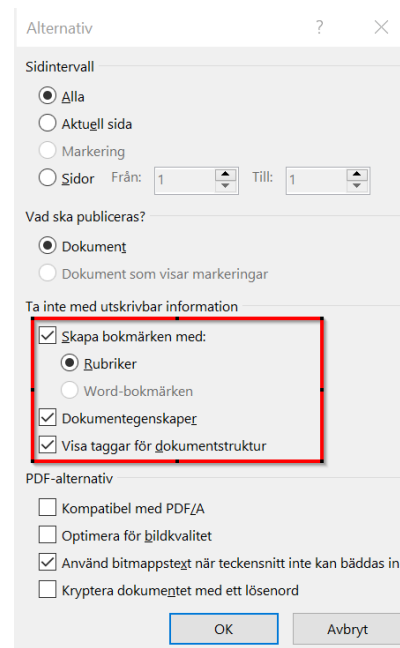 Alternativ ? ×
Sidintervall
Alla
Aktuell sida
Markering
Sidor Från: 1 Till: 1
Vad ska publiceras?
Dokument
Dokument som visar markeringar
Ta inte med utskrivbar information
Skapa bokmärken med:
Rubriker
Word-bokmärken
Dokumentegenskaper
Visa taggar för dokumentstruktur
PDF-alternativ
Kompatibel med PDF/A
Optimera för bildkvalitet
Använd bitmappstext när teckensnitt inte kan bäddas in
Kryptera dokumentet med ett lösenord
OK Avbryt